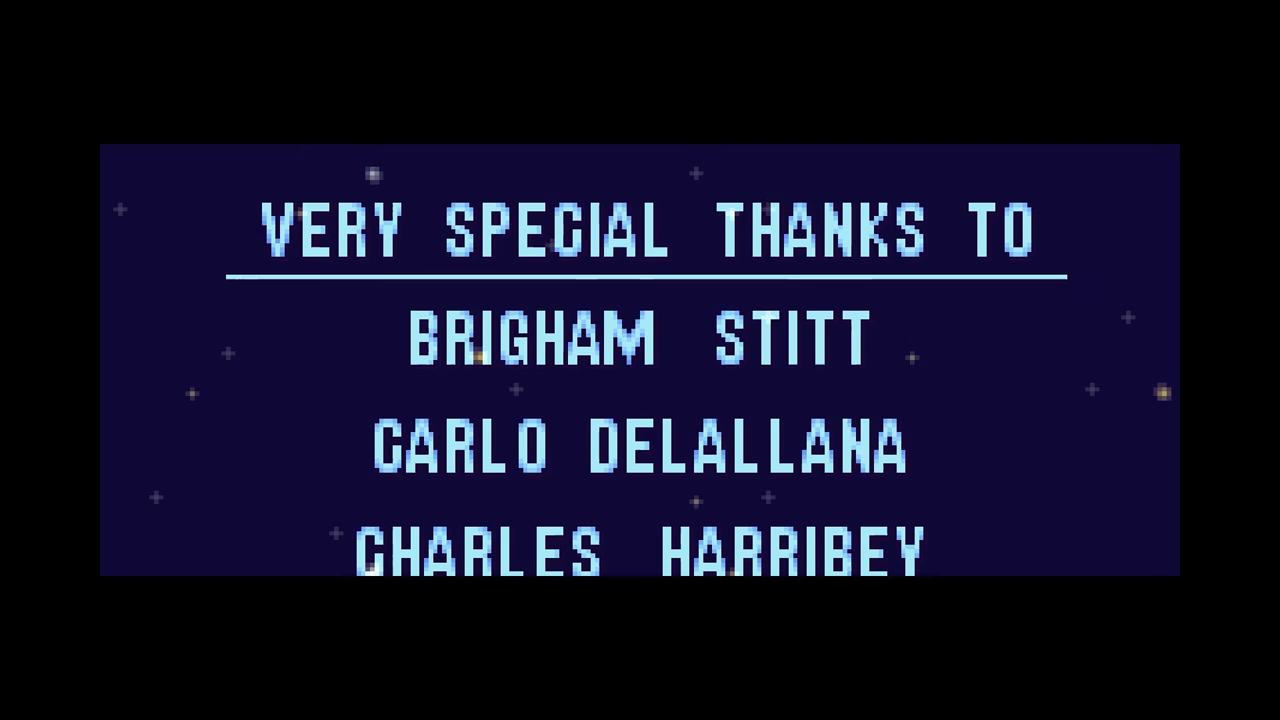 VERY SPECIAL THANKS TO
BRIGHAM STITT
CARLO DELALLANA
CHARLES HARRIBEY